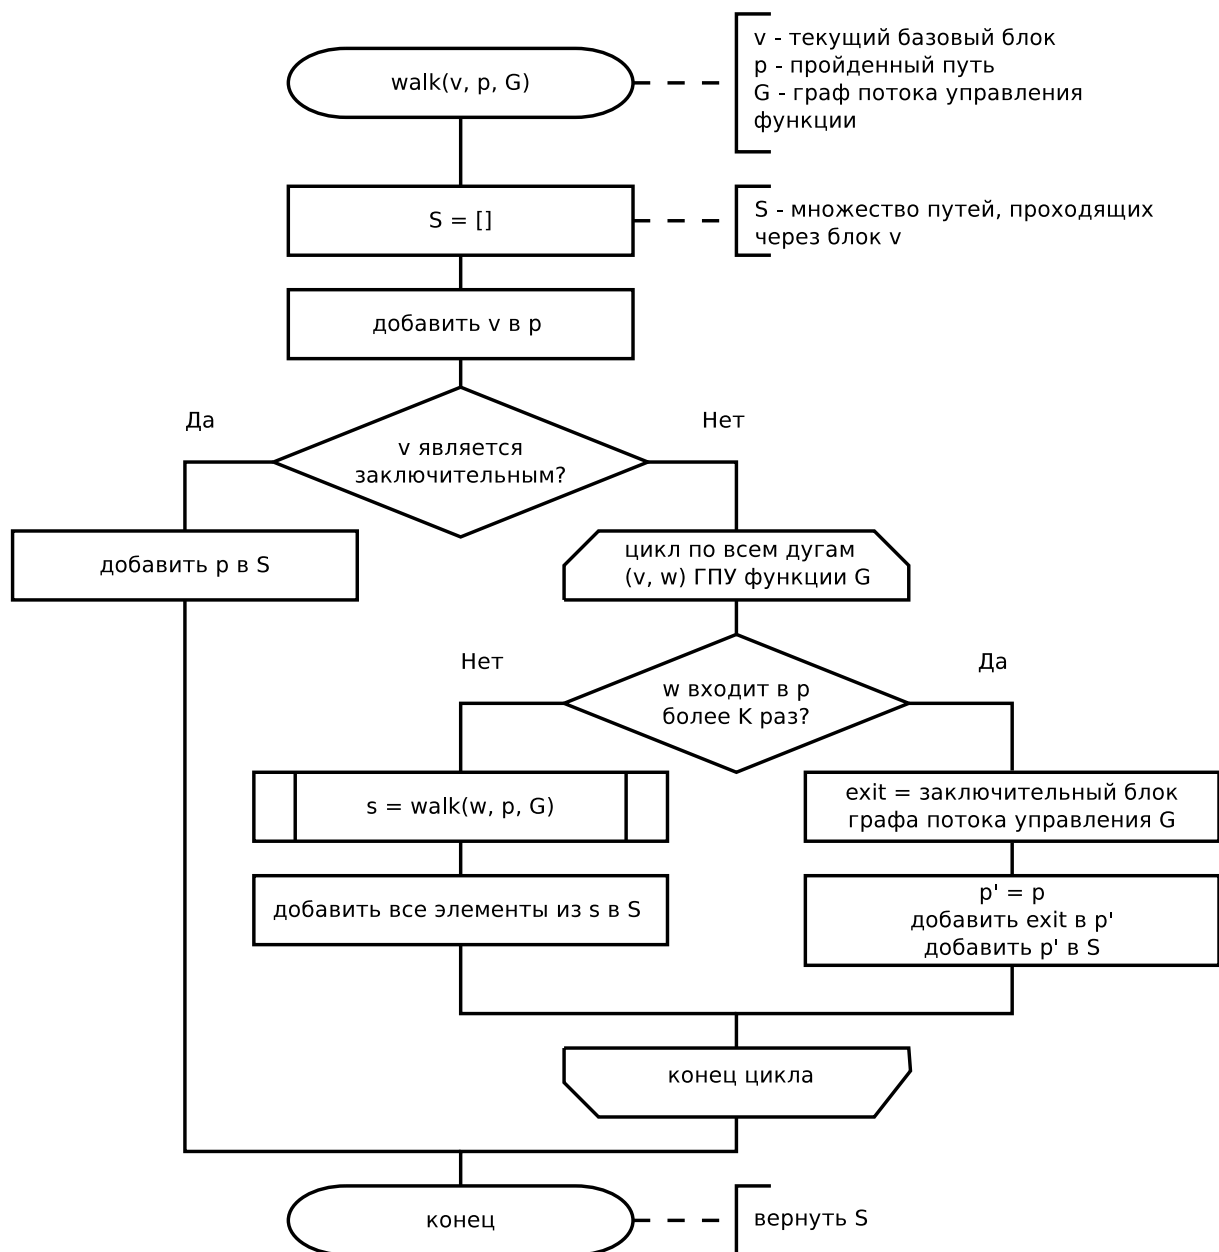 walk(v, p, G)
v - текущий базовый блок
p - пройденный путь
G - граф потока управления
функции
S = []
S - множество путей, проходящих
через блок v
добавить v в p
Да
Нет
v является
заключительным?
добавить p в S
цикл по всем дугам
(v, w) ГПУ функции G
Нет
Да
w входит в p
более K раз?
s = walk(w, p, G)
exit = заключительный блок
графа потока управления G
добавить все элементы из s в S
p' = p
добавить exit в p'
добавить p' в S
конец цикла
конец
вернуть S